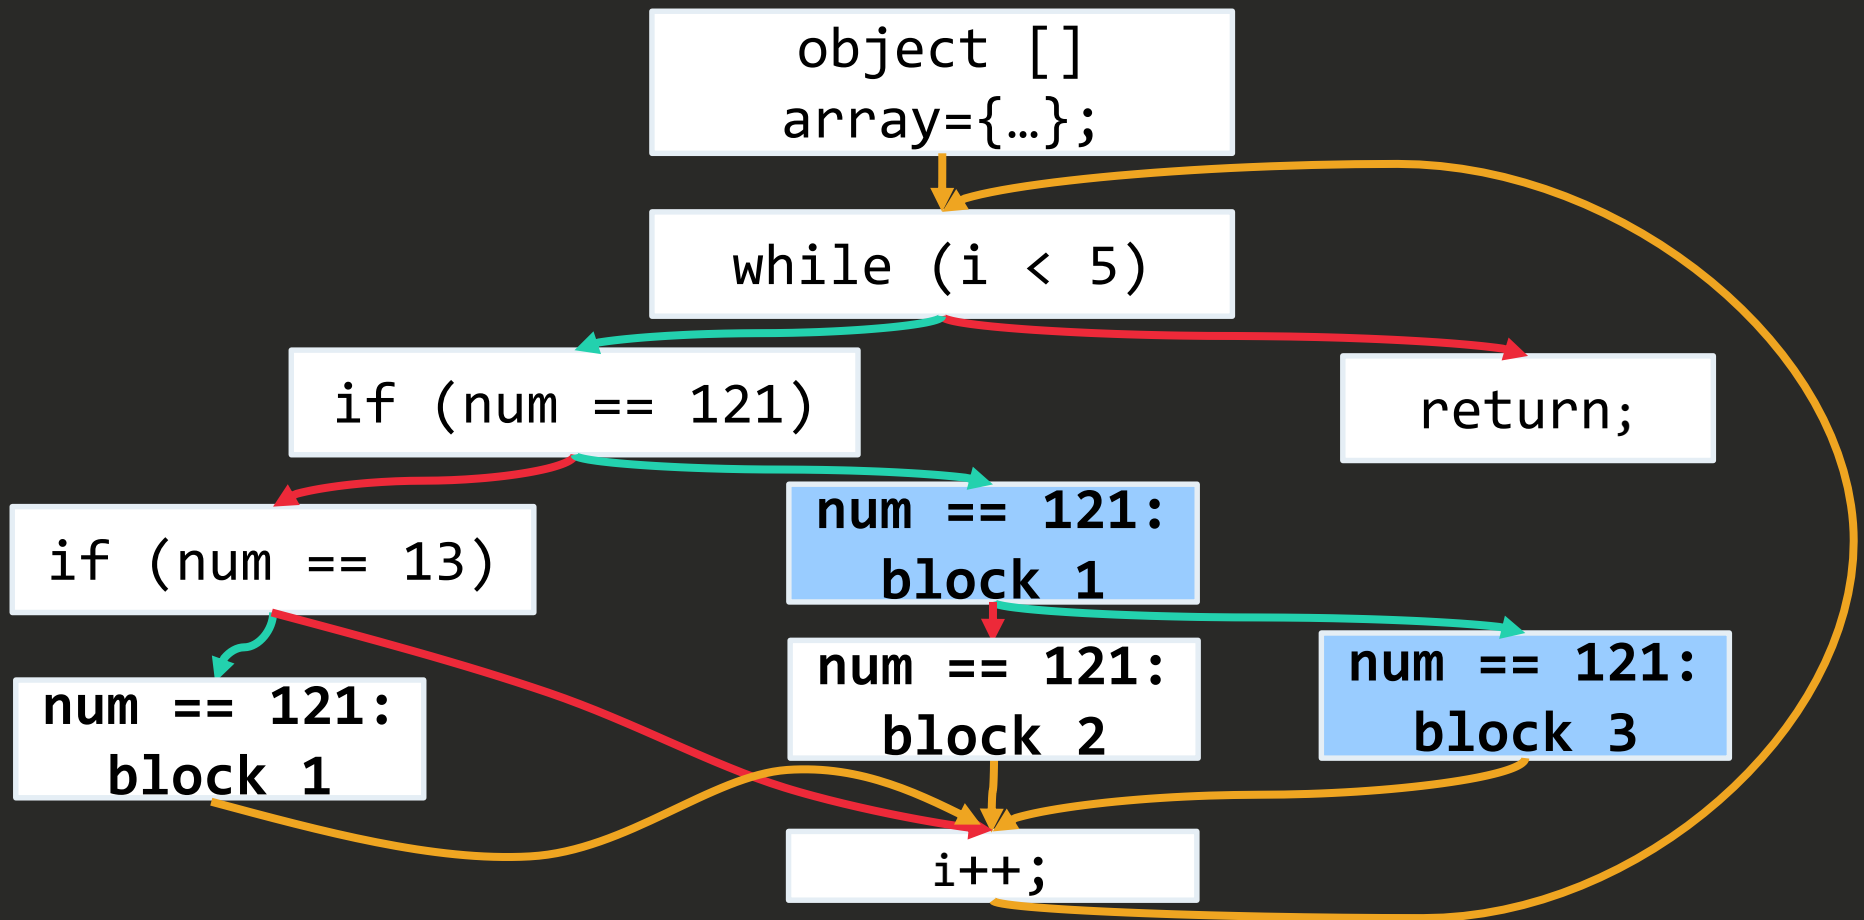 object []
array={…};
while (i < 5)
if (num == 121)
return;
if (num == 13)
num == 121:
block 1
num == 121:
block 1
num == 121:
block 2
num == 121:
block 3
i++;